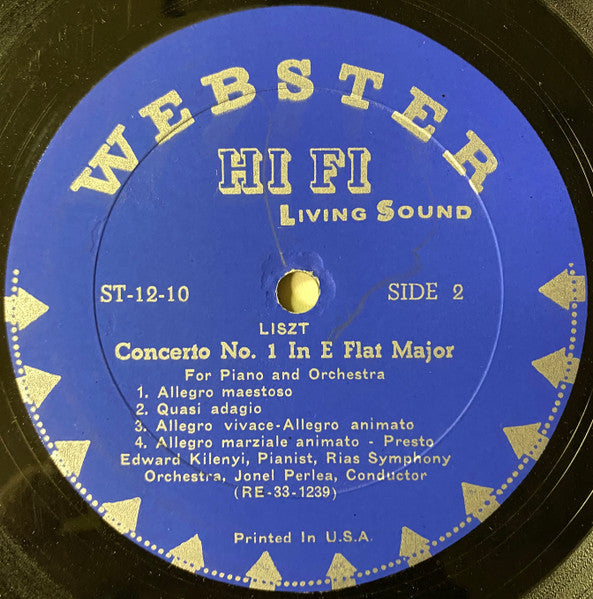 WEBSTER
HI FI
LIVING SOUND
ST-12-10 SIDE 2
LISZT
Concerto No. 1 In E Flat Major
For Piano and Orchestra
1. Allegro maestoso
2. Quasi adagio
3. Allegro vivace-Allegro animato
4. Allegro marziale animato - Presto
Edward Kilenyi, Pianist, Rias Symphony
Orchestra, Jonel Perlea, Conductor
(RE-33-1239)
Printed In U.S.A.